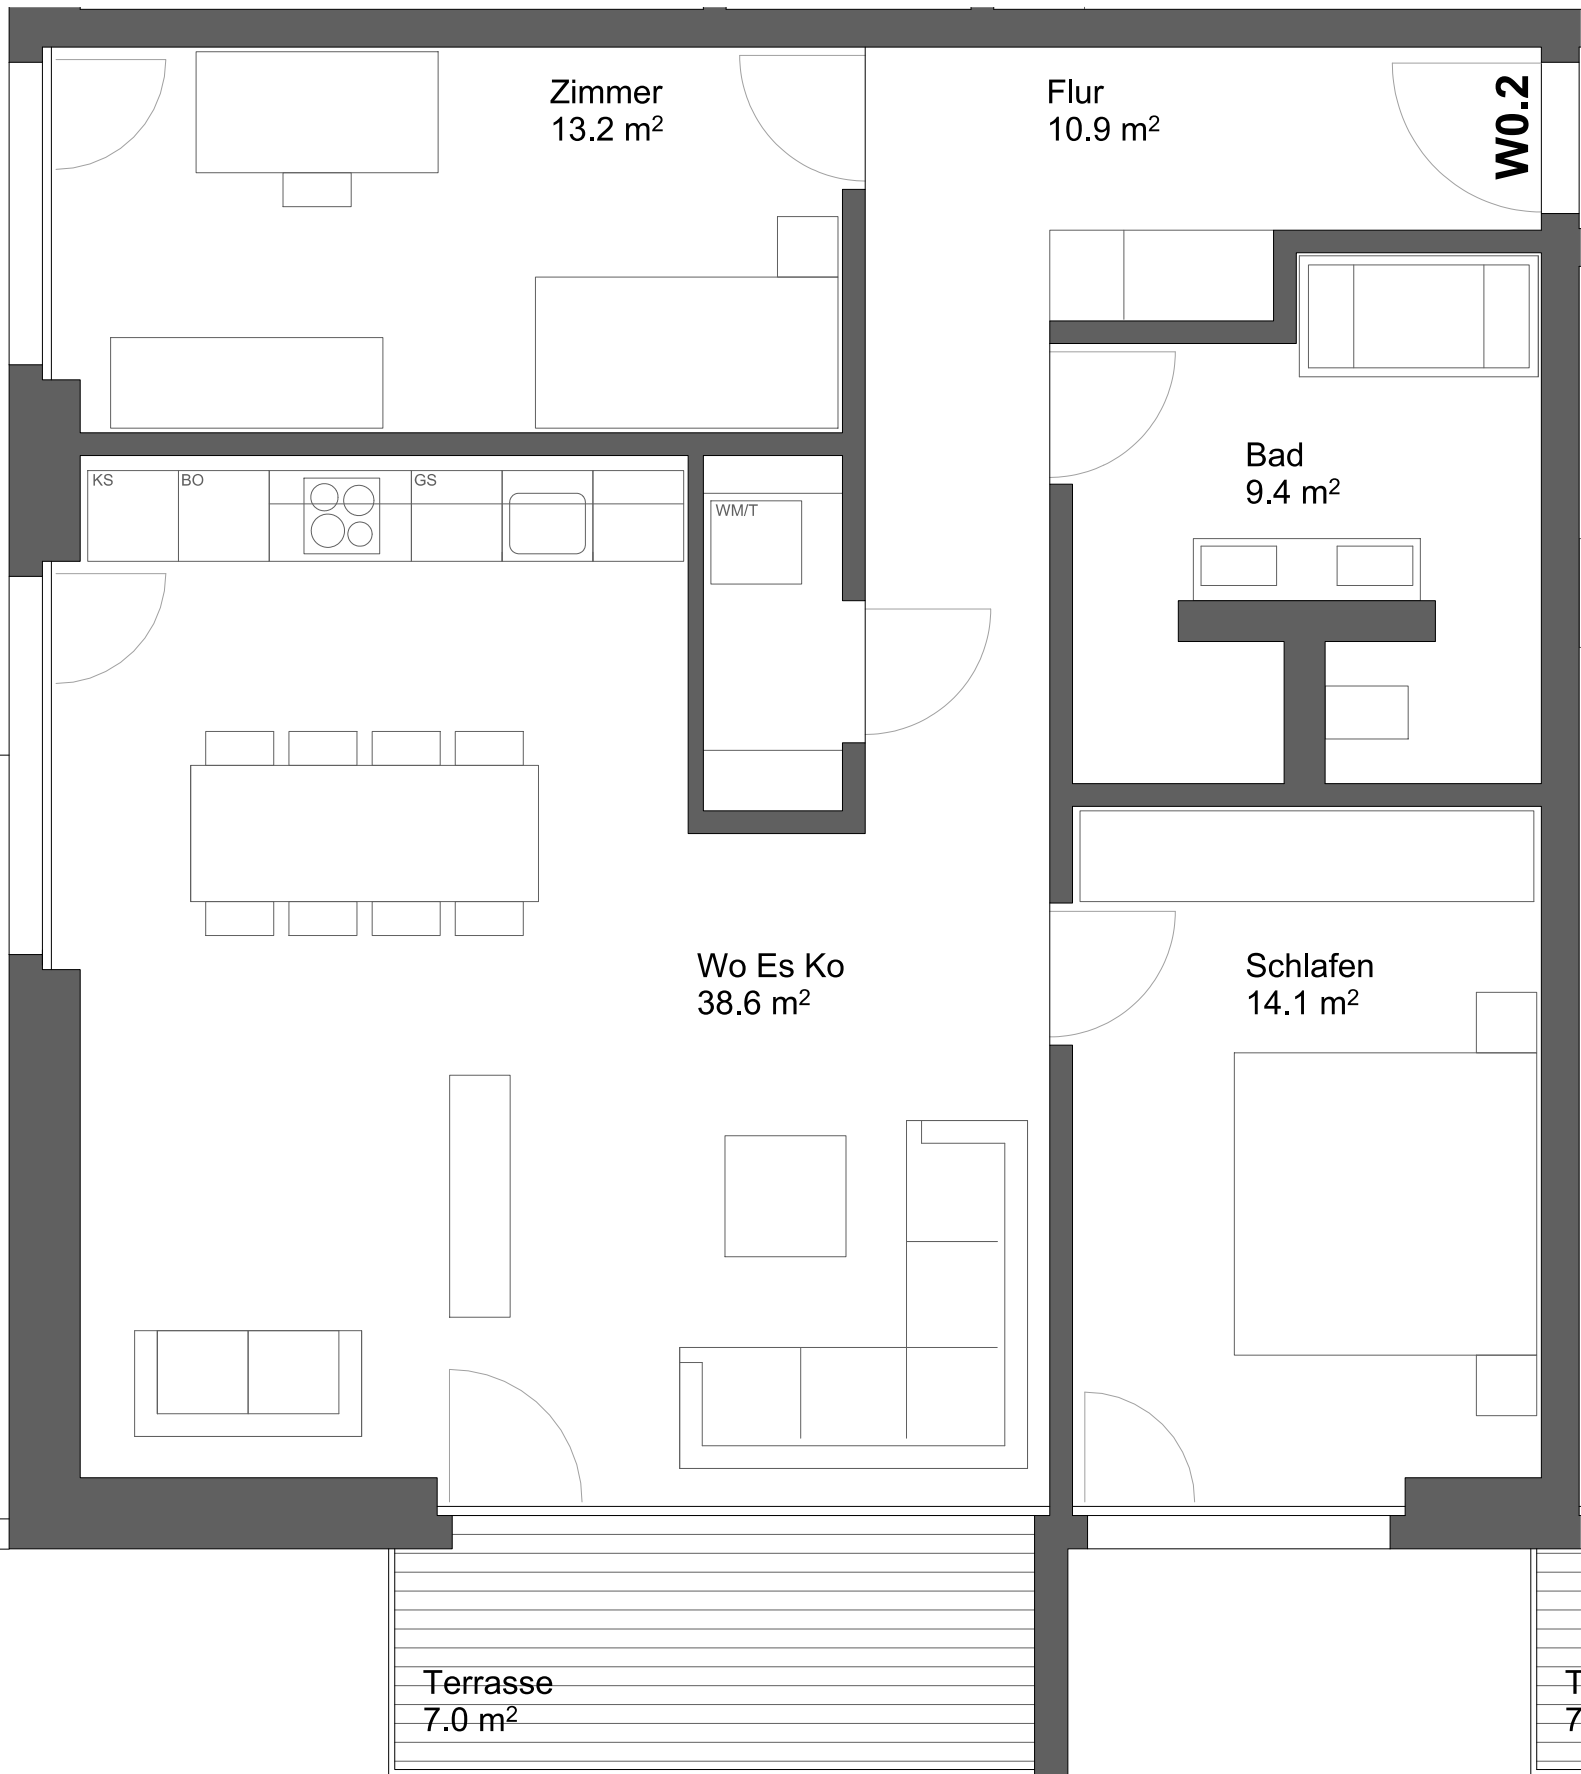 Zimmer
13.2 m²
Flur
10.9 m²
W0.2
Bad
9.4 m²
KS
BO
GS
WM/T
Wo Es Ko
38.6 m²
Schlafen
14.1 m²
Terrasse
7.0 m²
T
7